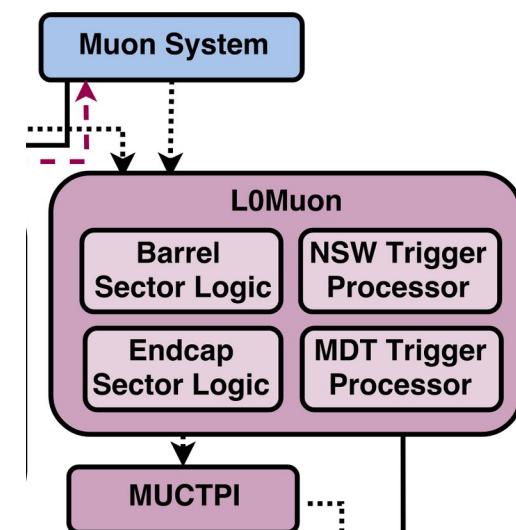 Muon System
L0Muon
Barrel
Sector Logic
NSW Trigger
Processor
Endcap
Sector Logic
MDT Trigger
Processor
MUCTPI